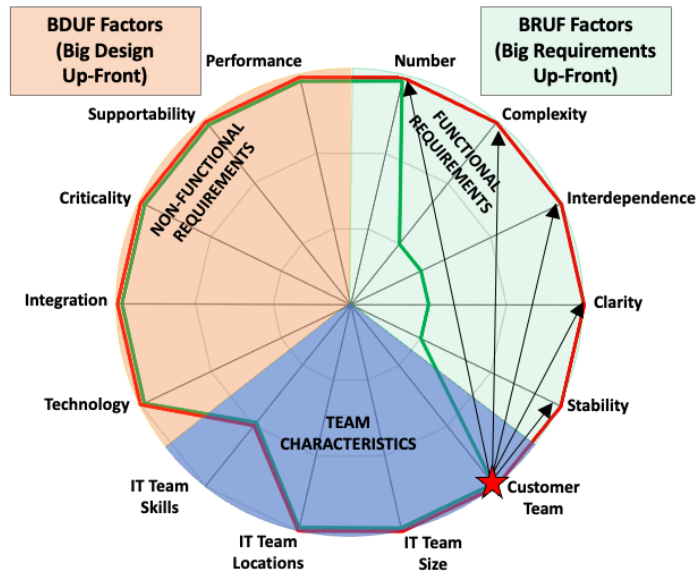 BDUF Factors
(Big Design
Up-Front)
BRUF Factors
(Big Requirements
Up-Front)
Performance
Number
Supportability
Complexity
NON-FUNCTIONAL
REQUIREMENTS
FUNCTIONAL
REQUIREMENTS
Criticality
Interdependence
Integration
Clarity
Technology
Stability
TEAM
CHARACTERISTICS
IT Team
Skills
Customer
Team
IT Team
Locations
IT Team
Size